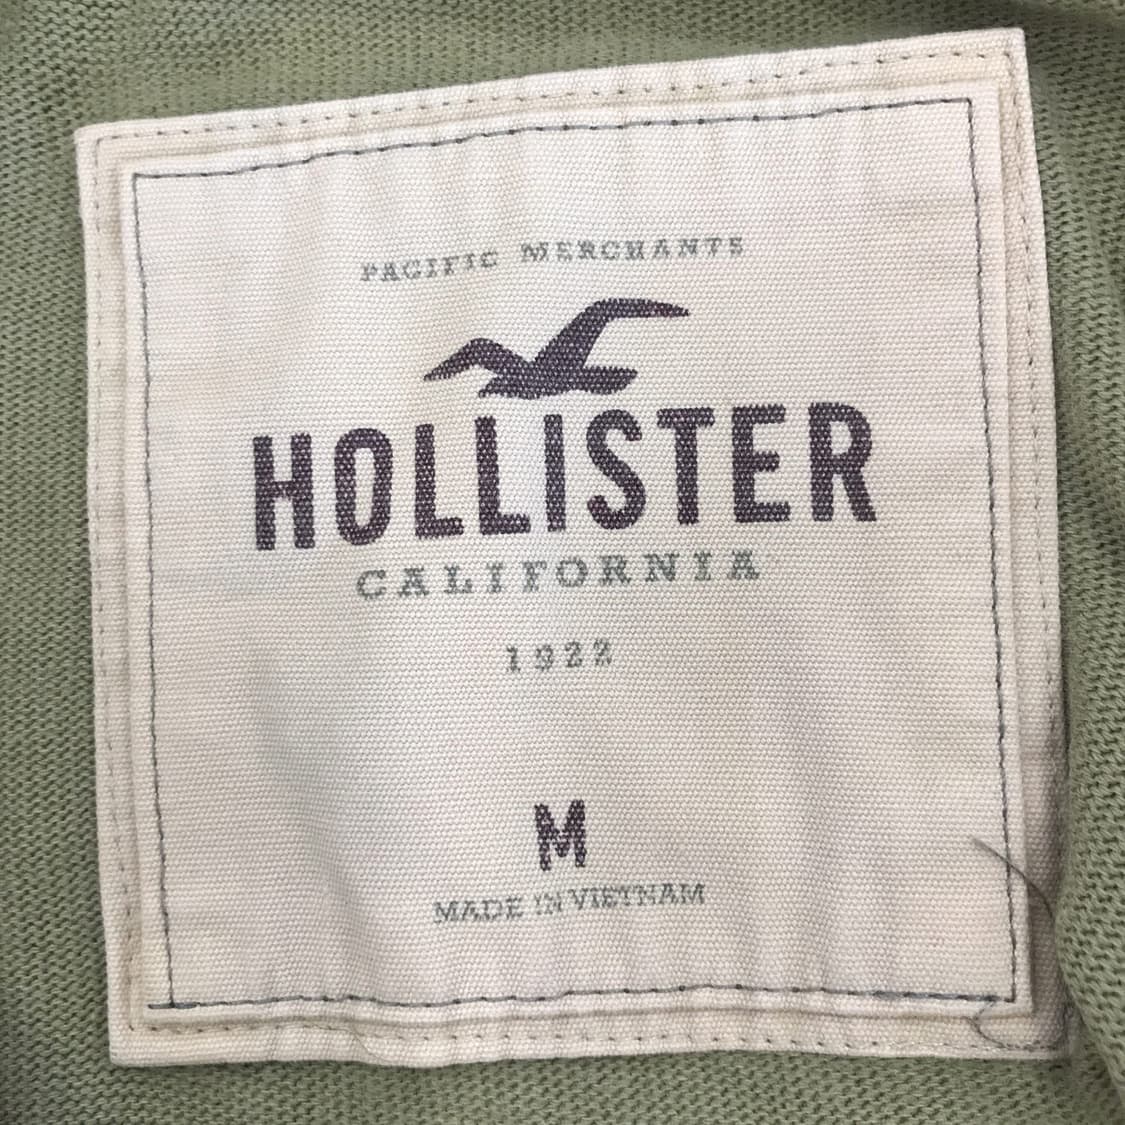 PACIFIC MERCHANTS
HOLLISTER
CALIFORNIA
1922
M
MADE IN VIETNAM